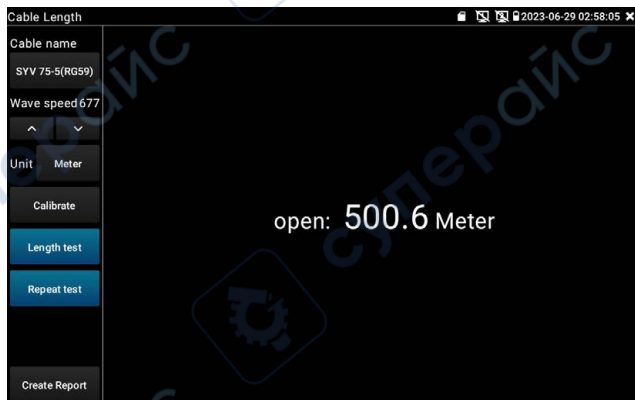 Cable Length
2023-06-29 02:58:05
Cable name
SYV 75-5(RG59)
Wave speed 677
Unit Meter
Calibrate
Length test
Repeat test
Create Report
open: 500.6 Meter
суперайс
суперайс